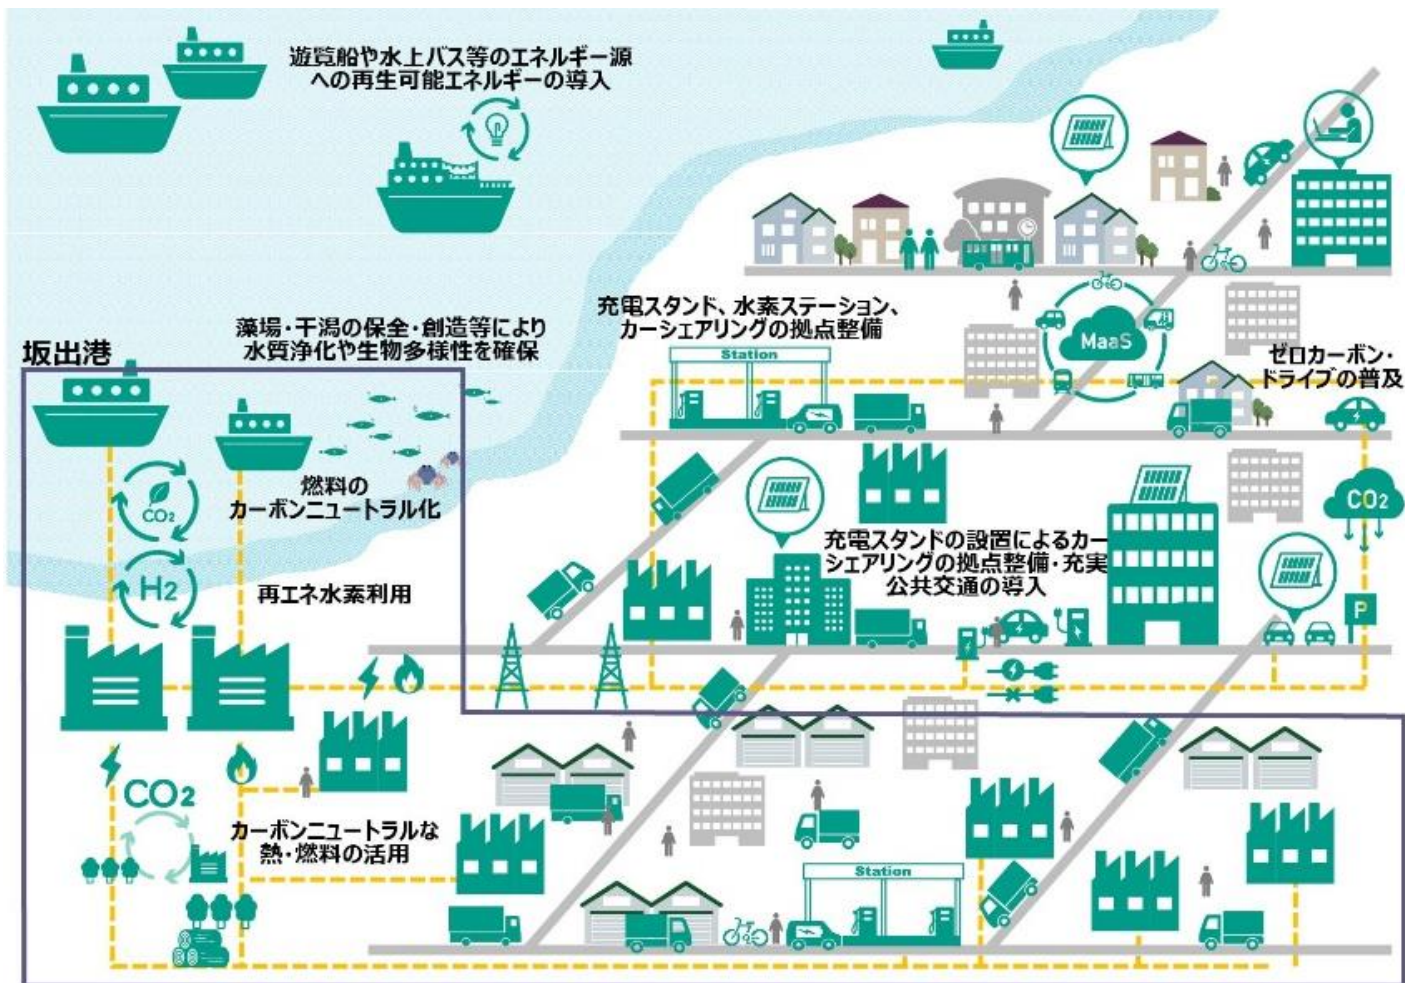 遊覧船や水上バス等のエネルギー源
への再生可能エネルギーの導入
充電スタンド、水素ステーション、
カーシェアリングの拠点整備
藻場・干潟の保全・創造等により
水質浄化や生物多様性を確保
坂出港
Station
MaaS
ゼロカーボン・
ドライブの普及
燃料の
カーボンニュートラル化
CO2
CO2
充電スタンドの設置によるカー
シェアリングの拠点整備・充実
公共交通の導入
H2
再エネ水素利用
P
CO2
カーボンニュートラルな
熱・燃料の活用
Station